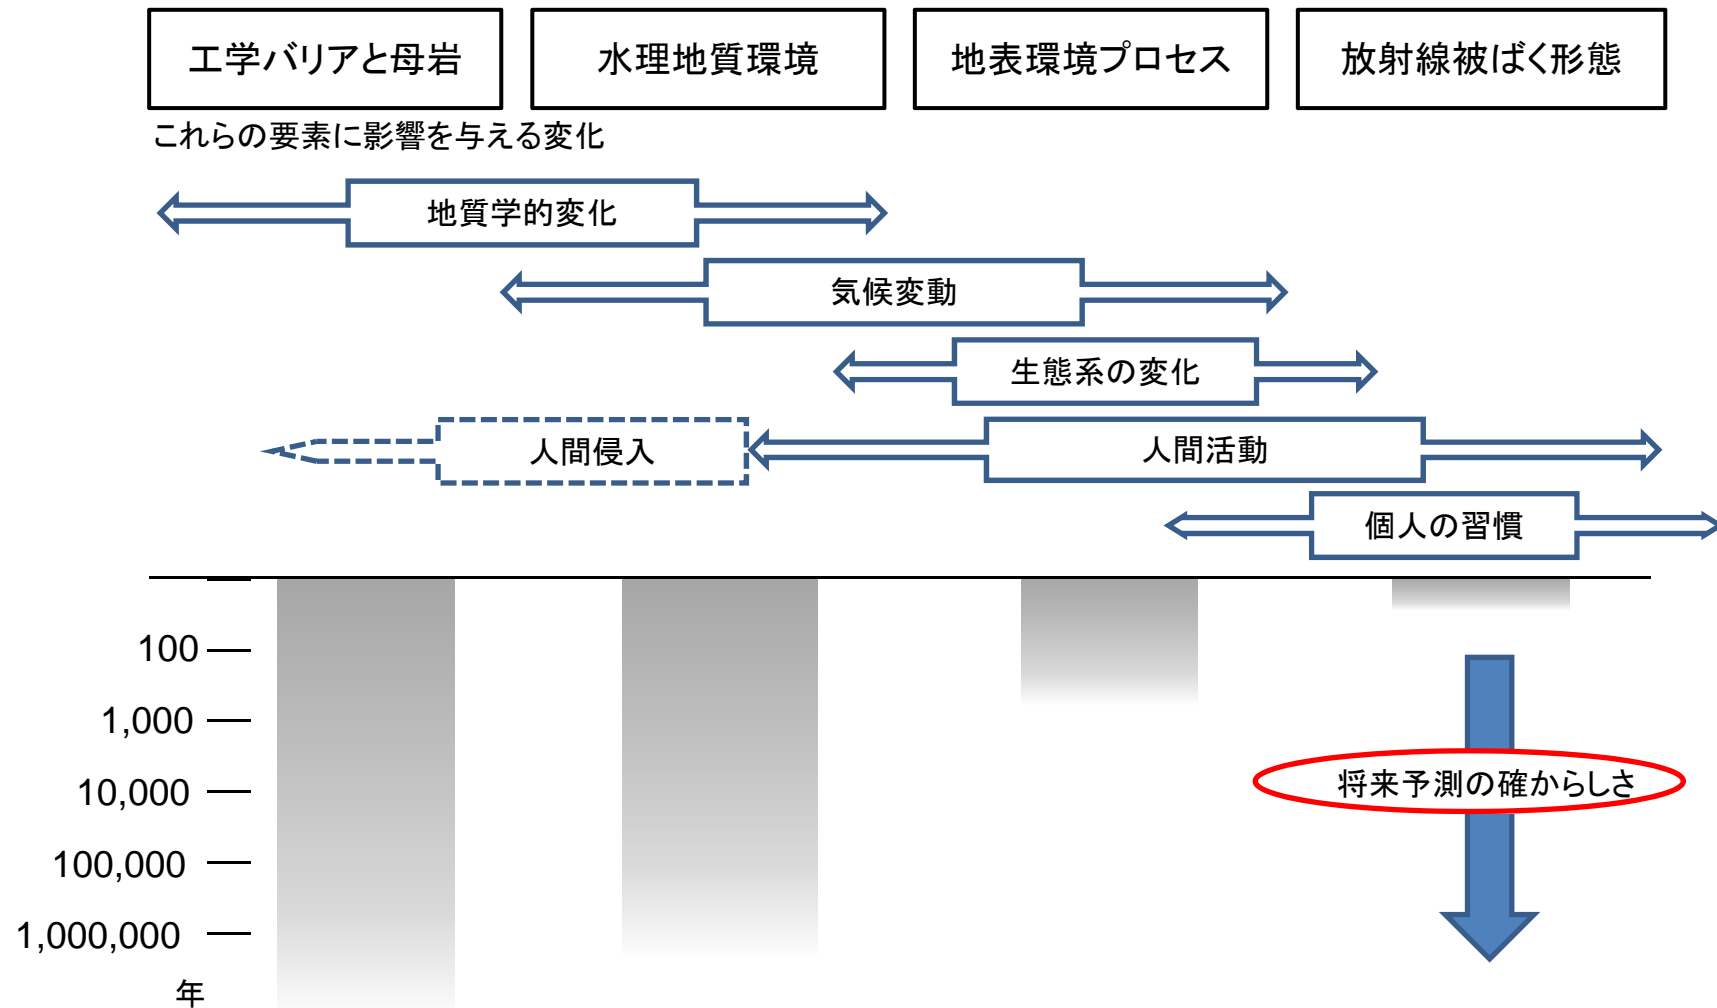 工学バリアと母岩
水理地質環境
地表環境プロセス
放射線被ばく形態
これらの要素に影響を与える変化
地質学的変化
気候変動
生態系の変化
人間侵入
人間活動
個人の習慣
100
1,000
10,000
将来予測の確からしさ
100,000
1,000,000
年